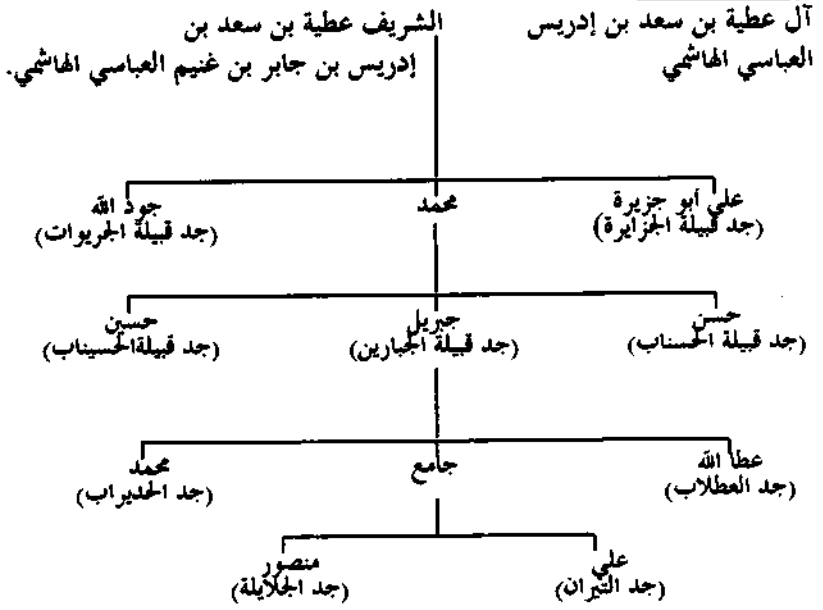 آل عطية بن سعد بن إدريس
العباسي الهاشمي
الشريف عطية بن سعد بن
إدريس بن جابر بن غنيم العباسي الهاشمي.
علي أبو جزيرة
(جد قبيلة الجزايرة)
محمد
جود الله
(جد قبيلة الجريوات)
حسن
(جد قبيلة الحسناب)
جبريل
(جد قبيلة الجبارين)
حسين
(جد قبيلةالحسيناب)
عطا الله
(جد العطلاب)
جامع
محمد
(جد الحديراب)
علي
(جد التيران)
منصور
(جد الجلايلة)